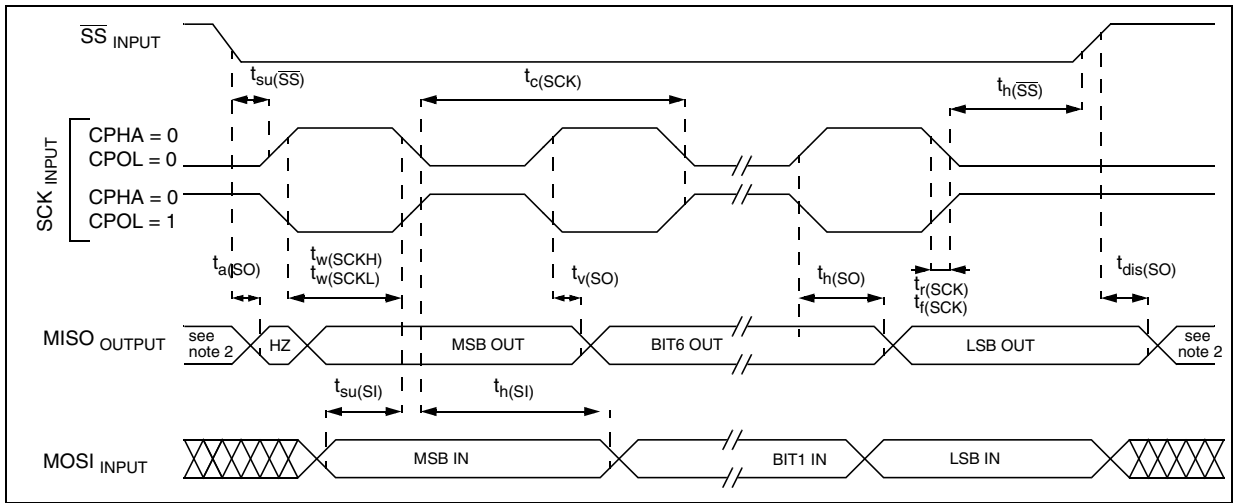 SS INPUT
tsu(SS)
tc(SCK)
th(SS)
SCK INPUT
CPHA = 0
CPOL = 0
CPHA = 0
CPOL = 1
ta(SO)
tw(SCKH)
tw(SCKL)
tv(SO)
th(SO)
tr(SCK)
tf(SCK)
tdis(SO)
MISO OUTPUT
see
note 2
HZ
MSB OUT
BIT6 OUT
LSB OUT
see
note 2
tsu(SI)
th(SI)
MOSI INPUT
MSB IN
BIT1 IN
LSB IN